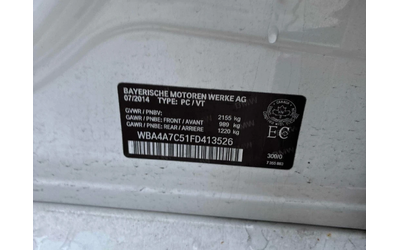 BAYERISCHE MOTOREN WERKE AG
07/2014 TYPE: PC / VT
GVWR / PNBV: 2155 kg
GAWR / PNBE: FRONT / AVANT 989 kg
GAWR / PNBE: REAR / ARRIERE 1220 kg
WBA4A7C51FD413526
EC
300/0